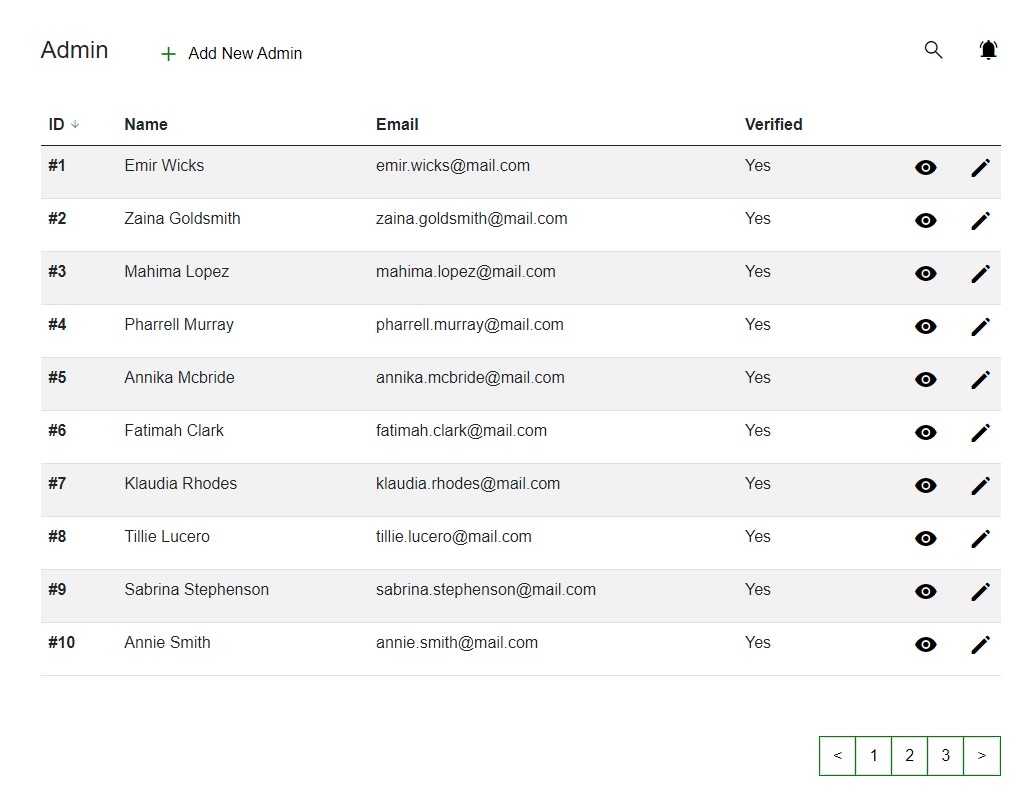 Admin
Add New Admin
ID Name Email Verified
#1 Emir Wicks emir.wicks@mail.com Yes
#2 Zaina Goldsmith zaina.goldsmith@mail.com Yes
#3 Mahima Lopez mahima.lopez@mail.com Yes
#4 Pharrell Murray pharrell.murray@mail.com Yes
#5 Annika Mcbride annika.mcbride@mail.com Yes
#6 Fatimah Clark fatimah.clark@mail.com Yes
#7 Klaudia Rhodes klaudia.rhodes@mail.com Yes
#8 Tillie Lucero tillie.lucero@mail.com Yes
#9 Sabrina Stephenson sabrina.stephenson@mail.com Yes
#10 Annie Smith annie.smith@mail.com Yes
< 1 2 3 >